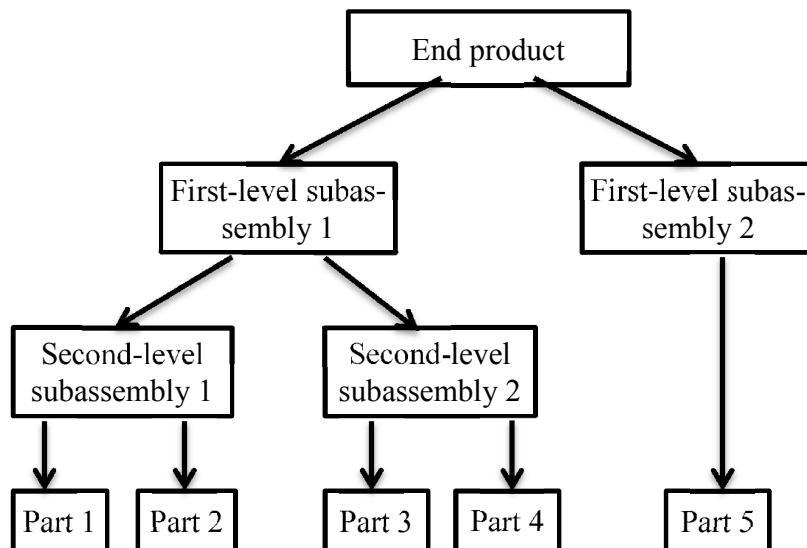 End product
First-level subas-
sembly 1
First-level subas-
sembly 2
Second-level
subassembly 1
Second-level
subassembly 2
Part 1
Part 2
Part 3
Part 4
Part 5